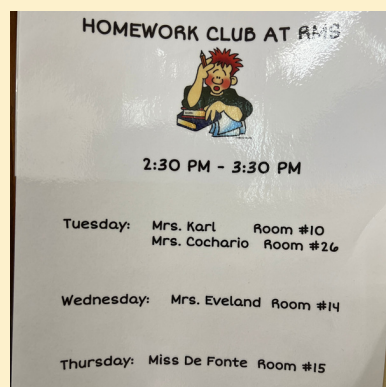 HOMEWORK CLUB AT RMS
2:30 PM - 3:30 PM
Tuesday: Mrs. Karl Room #10
Mrs. Cochario Room #26
Wednesday: Mrs. Eveland Room #14
Thursday: Miss De Fonte Room #15